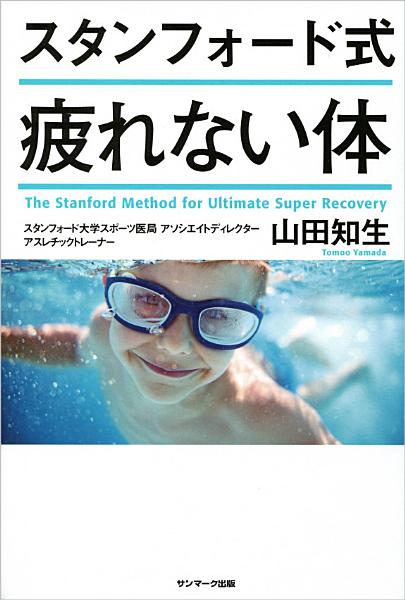 スタンフォード式
疲れない体
The Stanford Method for Ultimate Super Recovery
スタンフォード大学スポーツ医局 アソシエイトディレクター
アスレチックトレーナー
山田知生
Tomoo Yamada
サンマーク出版